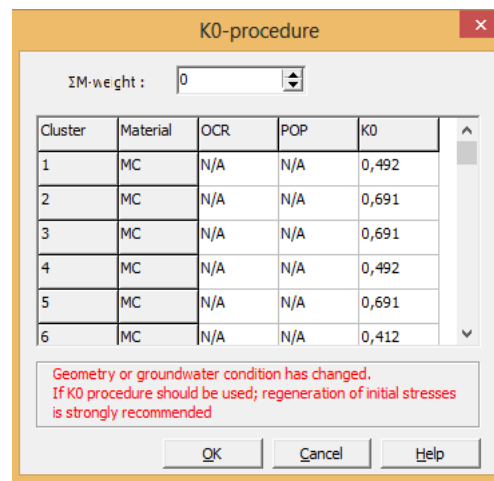 K0-procedure
ΣM-weight : 0
Cluster Material OCR POP K0
1 MC N/A N/A 0,492
2 MC N/A N/A 0,691
3 MC N/A N/A 0,691
4 MC N/A N/A 0,492
5 MC N/A N/A 0,691
6 MC N/A N/A 0,412
Geometry or groundwater condition has changed.
If K0 procedure should be used; regeneration of initial stresses
is strongly recommended
OK Cancel Help